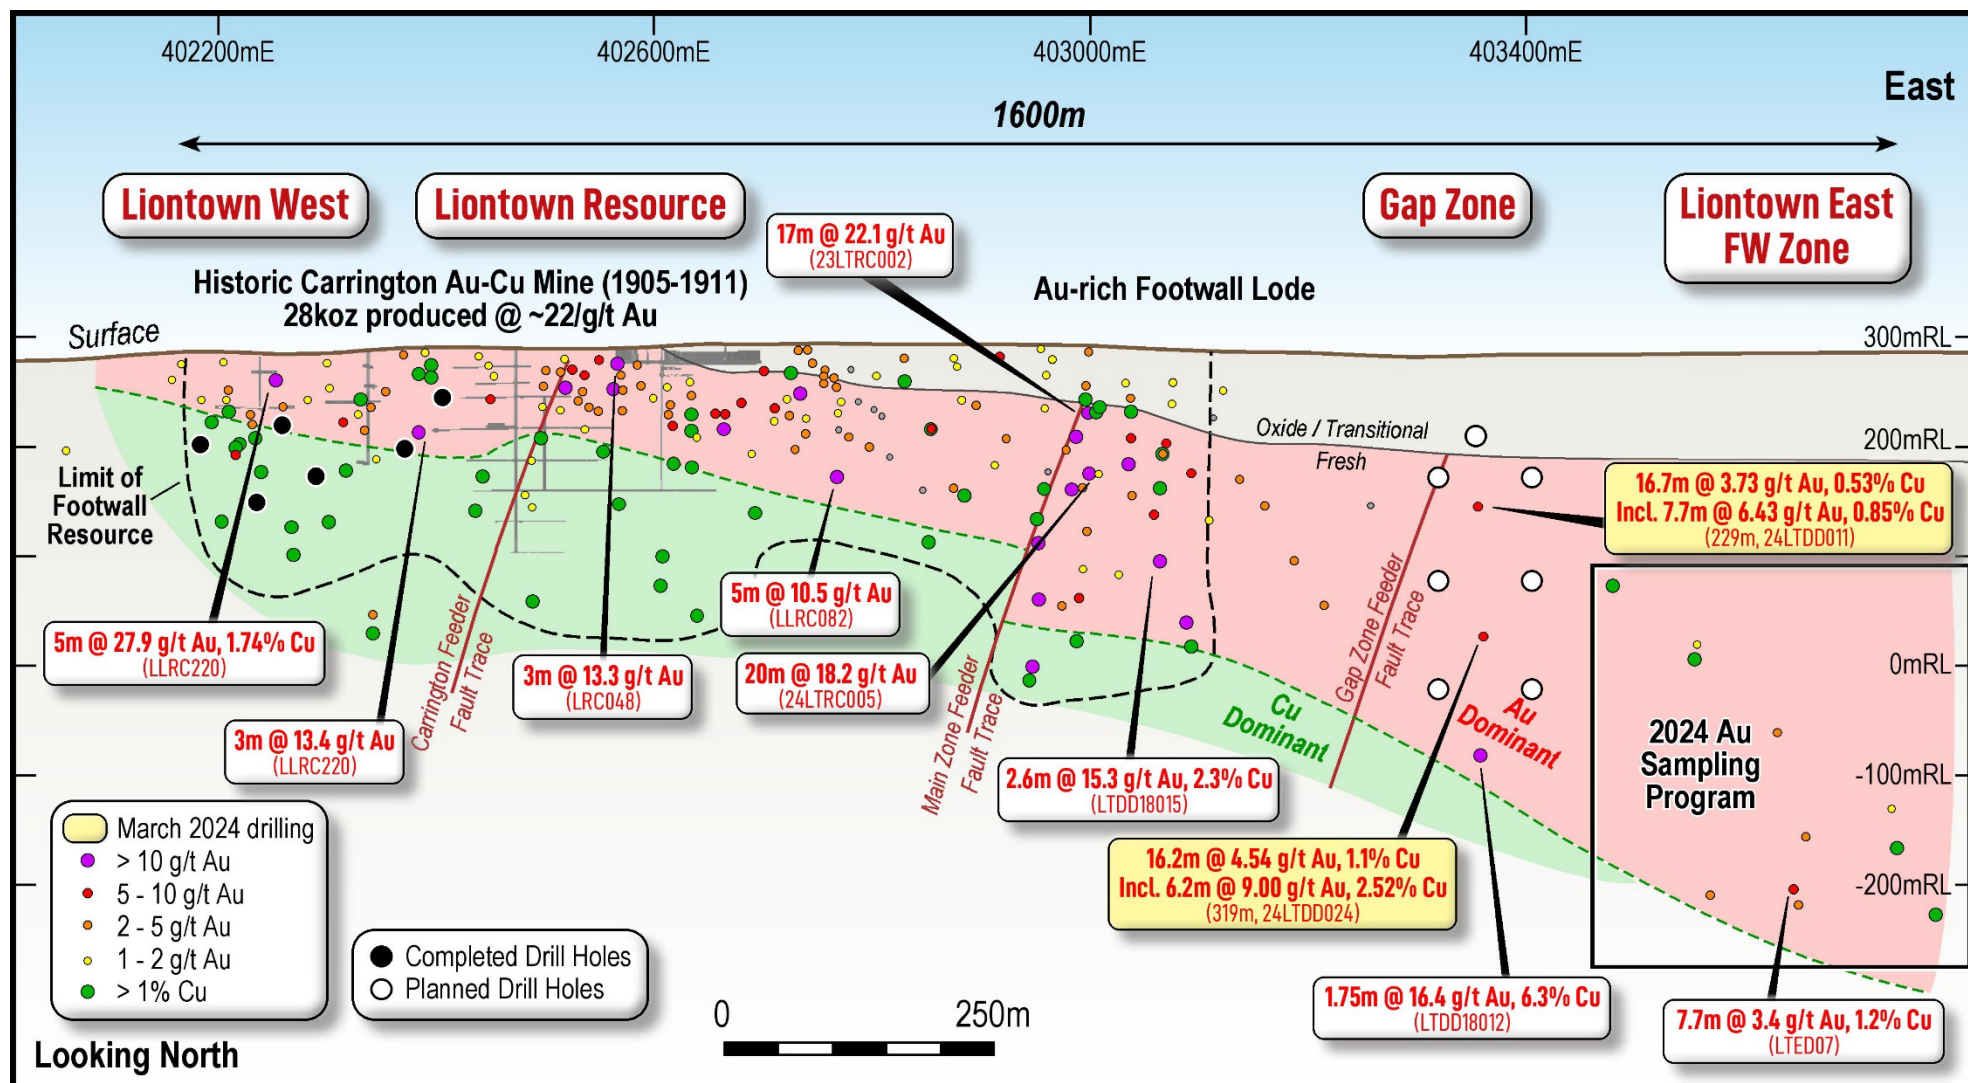 402200mE
402600mE
403000mE
403400mE
East
1600m
Liontown West
Liontown Resource
Gap Zone
Liontown East
FW Zone
17m @ 22.1 g/t Au
(23LTRC002)
Historic Carrington Au-Cu Mine (1905-1911)
28koz produced @ ~22/g/t Au
Au-rich Footwall Lode
Surface
300mRL
Oxide / Transitional
Fresh
200mRL
Limit of
Footwall
Resource
16.7m @ 3.73 g/t Au, 0.53% Cu
Incl. 7.7m @ 6.43 g/t Au, 0.85% Cu
(229m, 24LTDD011)
100mRL
5m @ 10.5 g/t Au
(LLRC082)
5m @ 27.9 g/t Au, 1.74% Cu
(LLRC220)
Carrington Feeder
Fault Trace
3m @ 13.3 g/t Au
(LRC048)
20m @ 18.2 g/t Au
(24LTRC005)
Main Zone Feeder
Fault Trace
Gap Zone Feeder
Fault Trace
0mRL
3m @ 13.4 g/t Au
(LLRC220)
Cu
Dominant
Au
Dominant
2024 Au
Sampling
Program
-100mRL
2.6m @ 15.3 g/t Au, 2.3% Cu
(LTDD18015)
16.2m @ 4.54 g/t Au, 1.1% Cu
Incl. 6.2m @ 9.00 g/t Au, 2.52% Cu
(319m, 24LTDD024)
-200mRL
March 2024 drilling
> 10 g/t Au
5 - 10 g/t Au
2 - 5 g/t Au
1 - 2 g/t Au
> 1% Cu
Completed Drill Holes
Planned Drill Holes
0
250m
1.75m @ 16.4 g/t Au, 6.3% Cu
(LTDD18012)
7.7m @ 3.4 g/t Au, 1.2% Cu
(LTED07)
Looking North